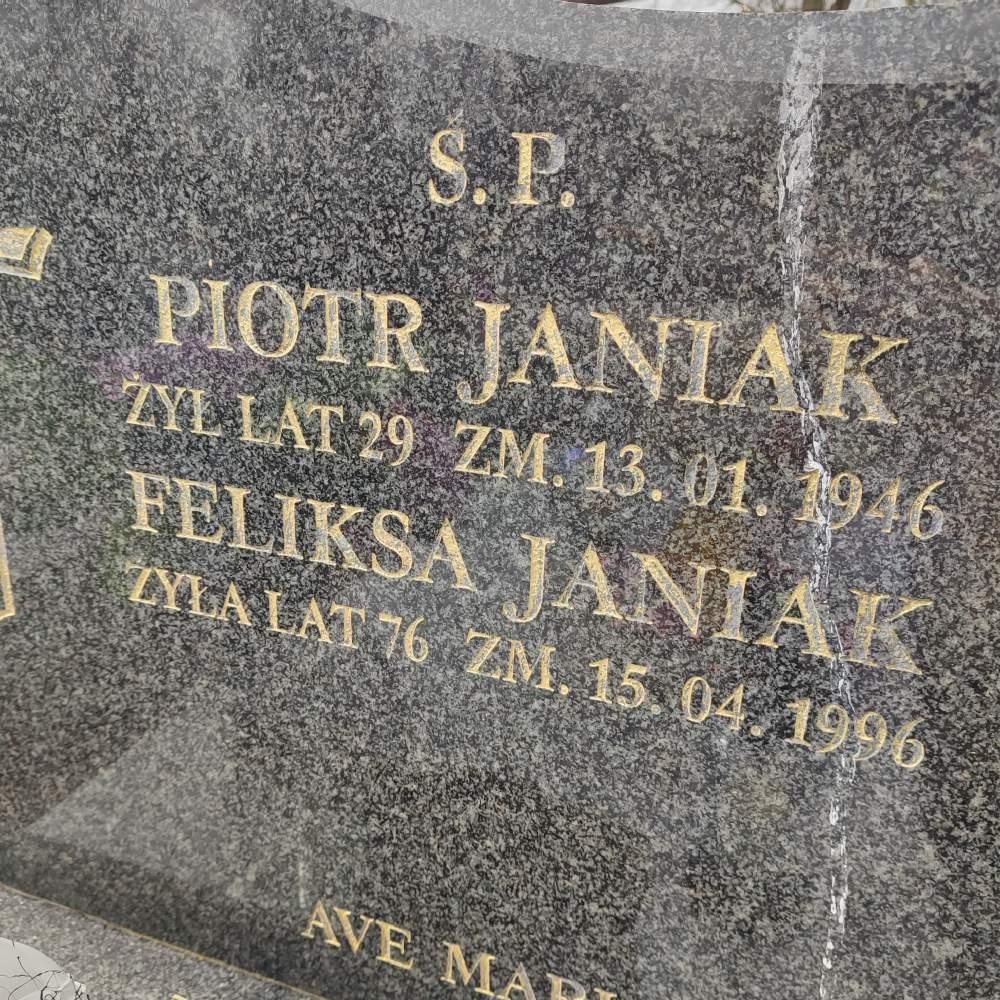 Ś. P.
PIOTR JANIAK
ŻYŁ LAT 29 ZM. 13. 01. 1946
FELIKSA JANIAK
ŻYŁA LAT 76 ZM. 15. 04. 1996
AVE